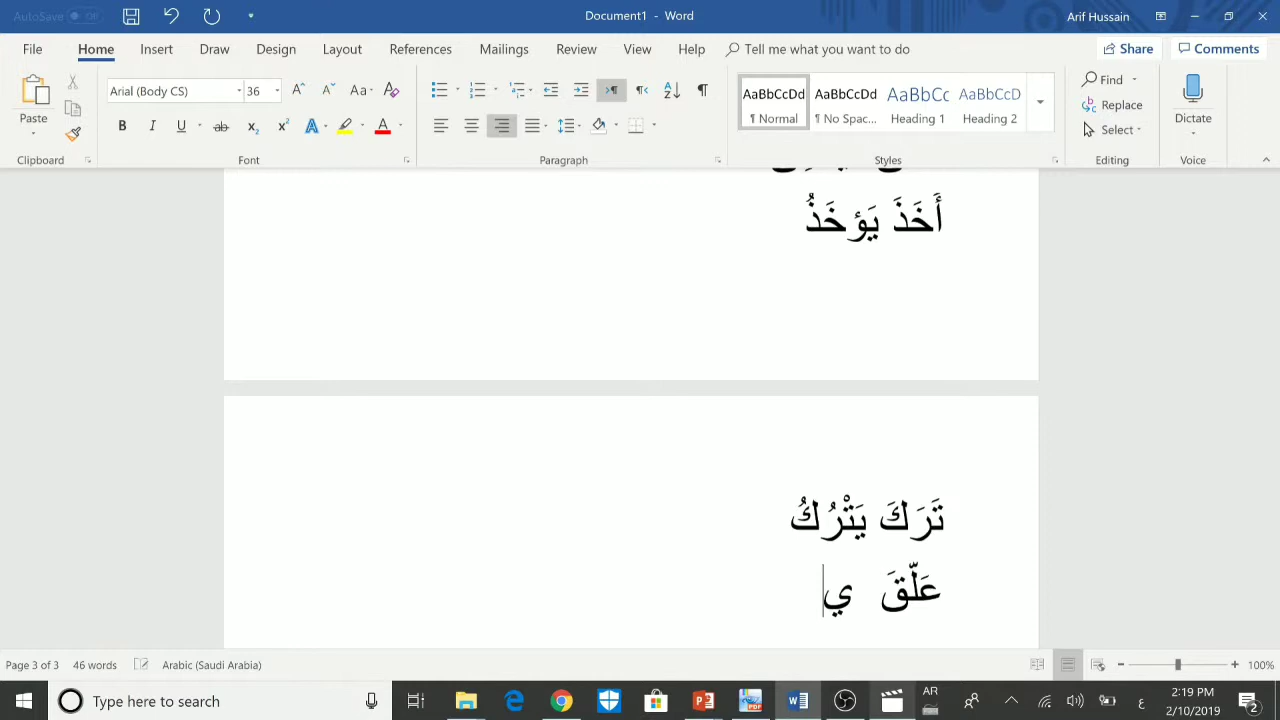 AutoSave Off
Document1 - Word
Arif Hussain
File Home Insert Draw Design Layout References Mailings Review View Help Tell me what you want to do Share Comments
Paste
Clipboard
Arial (Body CS) 36
Font
Paragraph
AaBbCcDd AaBbCcDd AaBbCc AaBbCcD
¶ Normal ¶ No Spac... Heading 1 Heading 2
Styles
Find
Replace
Select
Editing
Dictate
Voice
أَخَذَ يَؤخَذُ
تَرَكَ يَتْرُكُ
عَلّقَ ي
Page 3 of 3 46 words Arabic (Saudi Arabia) 100%
Type here to search
AR
ع
2:19 PM
2/10/2019
2